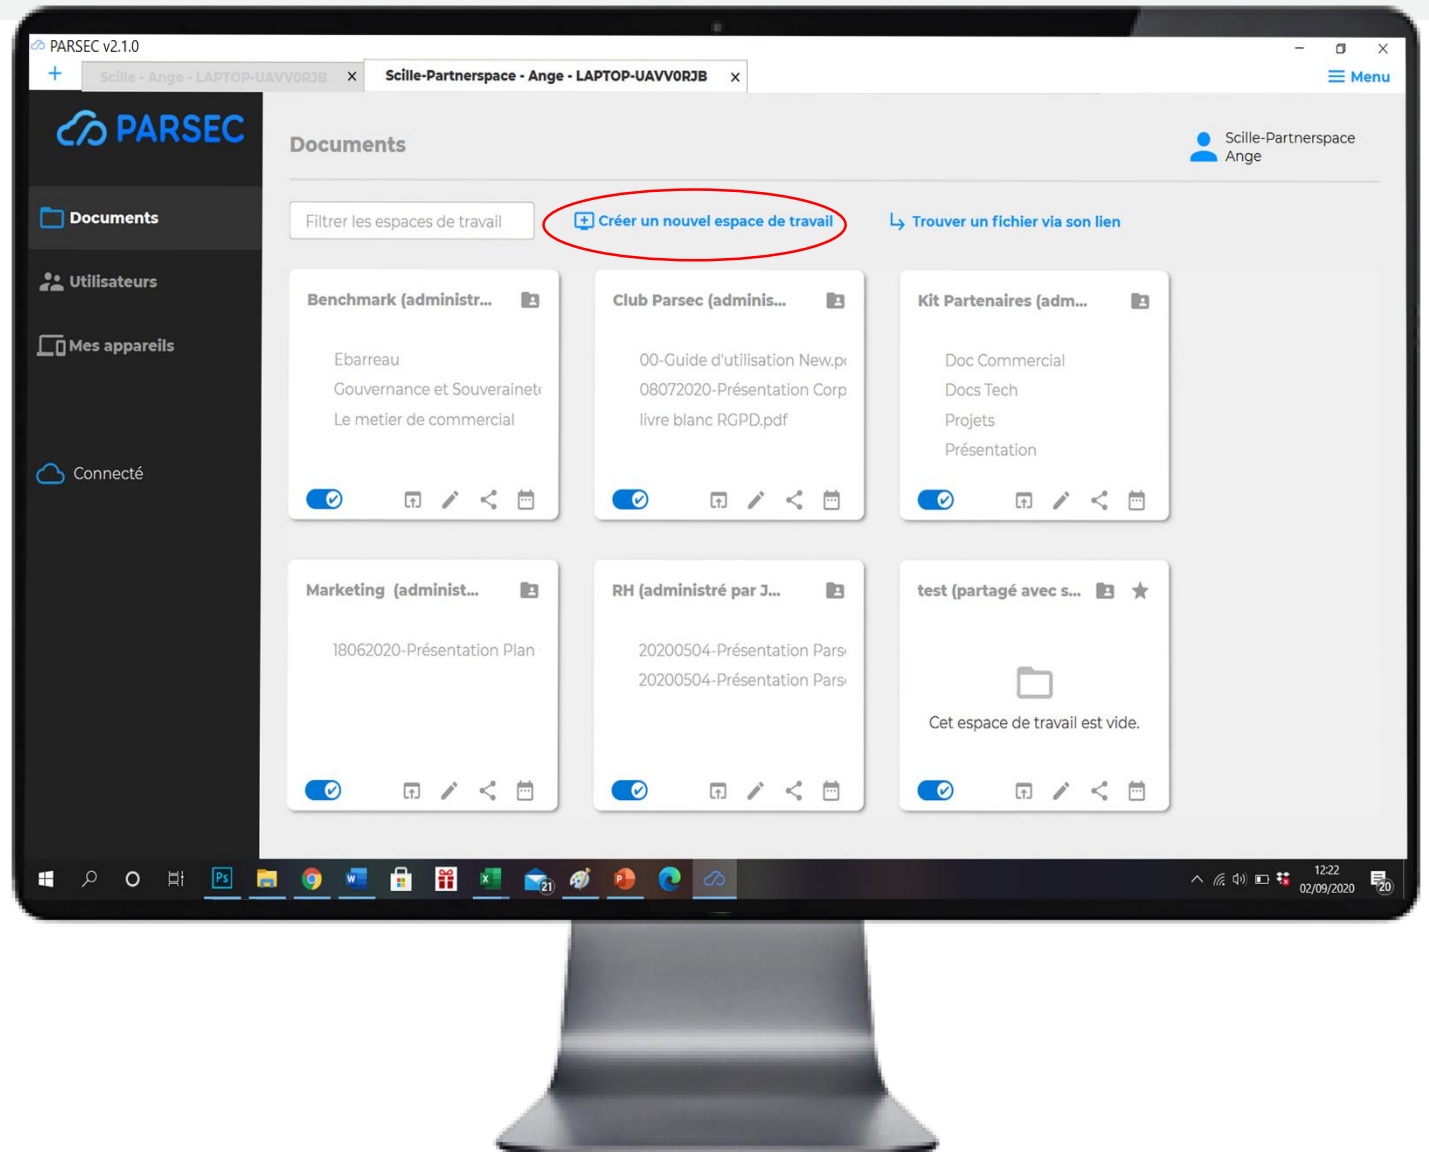 PARSEC v2.1.0
+ Scille - Ange - LAPTOP-UAVV0RJB X
Scille-Partnerspace - Ange - LAPTOP-UAVV0RJB x
Menu
PARSEC
Documents
Scille-Partnerspace
Ange
Documents
Utilisateurs
Mes appareils
Connecté
Filtrer les espaces de travail
Créer un nouvel espace de travail
Trouver un fichier via son lien
Benchmark (administr...
Ebarreau
Gouvernance et Souveraineté
Le metier de commercial
Club Parsec (adminis...
00-Guide d'utilisation New.p
08072020-Présentation Corp
livre blanc RGPD.pdf
Kit Partenaires (adm...
Doc Commercial
Docs Tech
Projets
Présentation
Marketing (administ...
18062020-Présentation Plan
RH (administré par J...
20200504-Présentation Pars
20200504-Présentation Pars
test (partagé avec s...
Cet espace de travail est vide.
Ps
W
X
21
P
12:22
02/09/2020
20